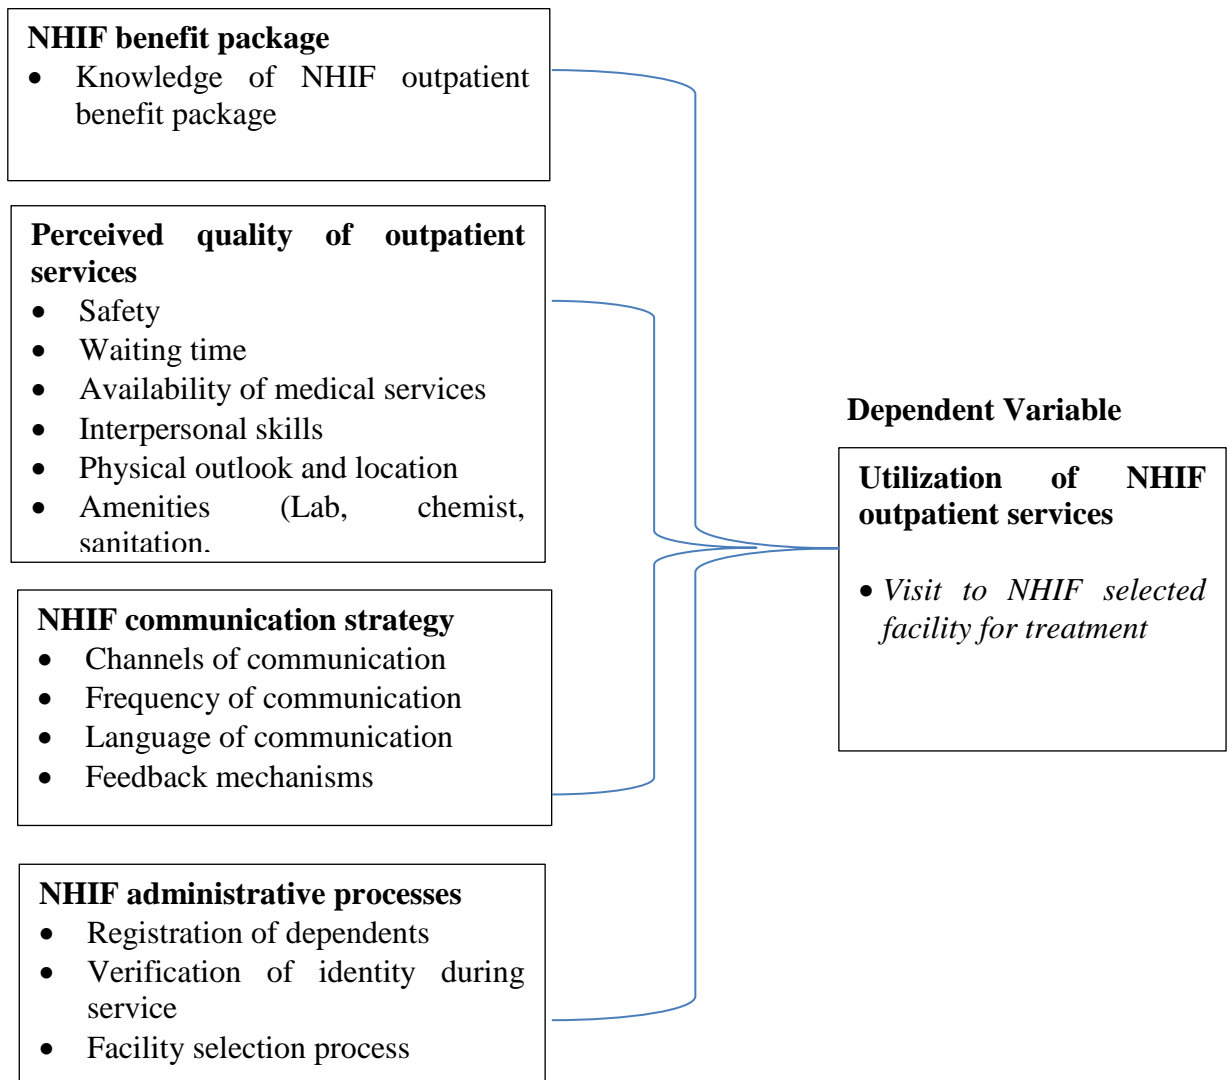 NHIF benefit package
• Knowledge of NHIF outpatient
benefit package
Perceived quality of outpatient
services
• Safety
• Waiting time
• Availability of medical services
• Interpersonal skills
• Physical outlook and location
• Amenities (Lab, chemist,
sanitation,
NHIF communication strategy
• Channels of communication
• Frequency of communication
• Language of communication
• Feedback mechanisms
NHIF administrative processes
• Registration of dependents
• Verification of identity during
service
• Facility selection process
Dependent Variable
Utilization of NHIF
outpatient services
• Visit to NHIF selected
facility for treatment